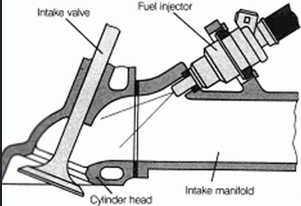 Intake valve
Fuel injector
Cylinder head
Intake manifold